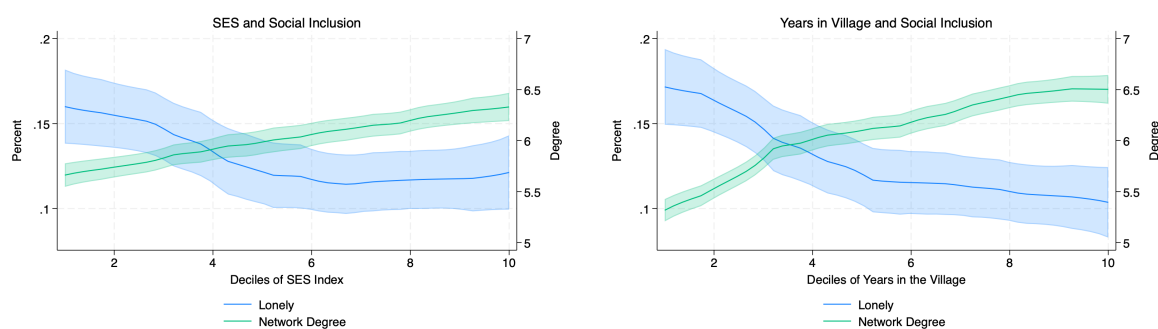 SES and Social Inclusion
.2
.15
.1
Percent
7
6.5
6
5.5
5
Degree
2 4 6 8 10
Deciles of SES Index
Lonely
Network Degree
Years in Village and Social Inclusion
.2
.15
.1
Percent
7
6.5
6
5.5
5
Degree
2 4 6 8 10
Deciles of Years in the Village
Lonely
Network Degree